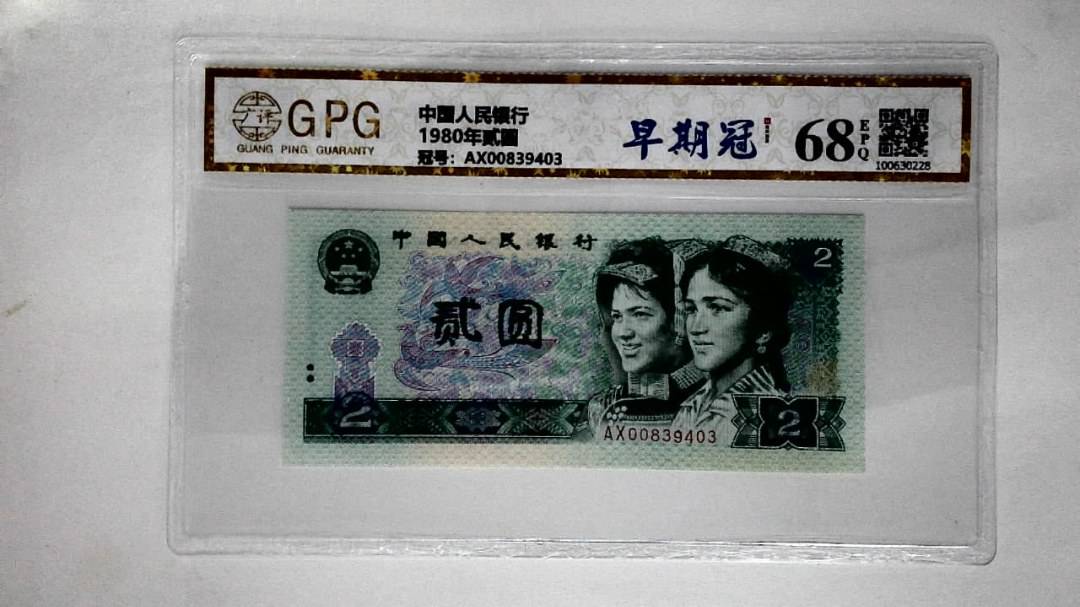 GPG
GUANG PING GUARANTY
中国人民银行
1980年贰圆
冠号：AX00839403
早期冠
68
EPQ
100630228
中国人民银行
2
贰圆
2
AX00839403
2